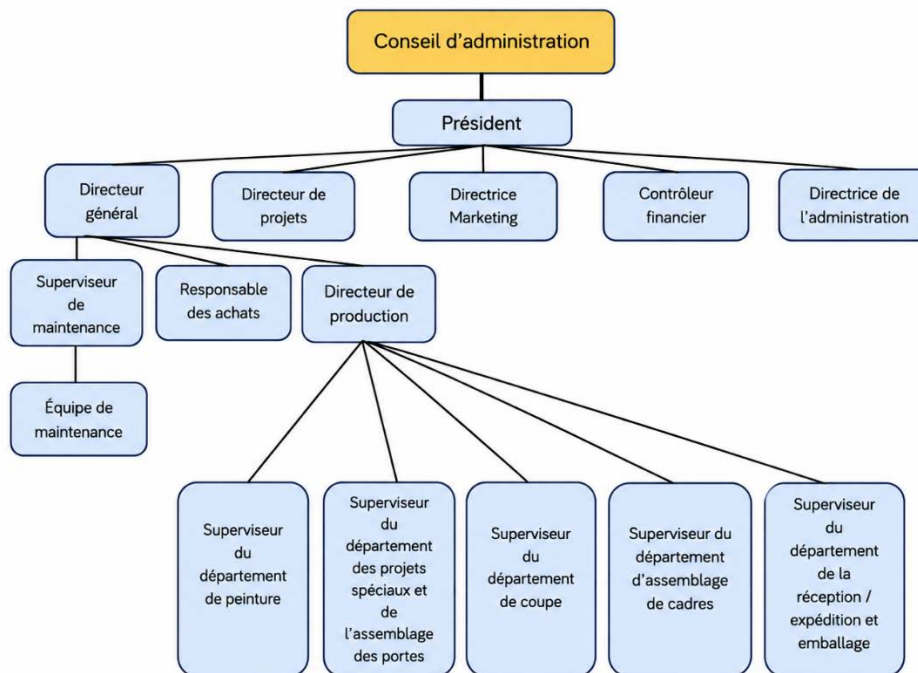 Conseil d’administration
Président
Directeur
général
Directeur de
projets
Directrice
Marketing
Contrôleur
financier
Directrice de
l’administration
Superviseur
de
maintenance
Responsable
des achats
Directeur de
production
Équipe de
maintenance
Superviseur
du
département
de peinture
Superviseur
du
département
des projets
spéciaux et
de
l’assemblage
des portes
Superviseur
du
département
de coupe
Superviseur du
département
d’assemblage
de cadres
Superviseur
du
département
de la
réception /
expédition et
emballage